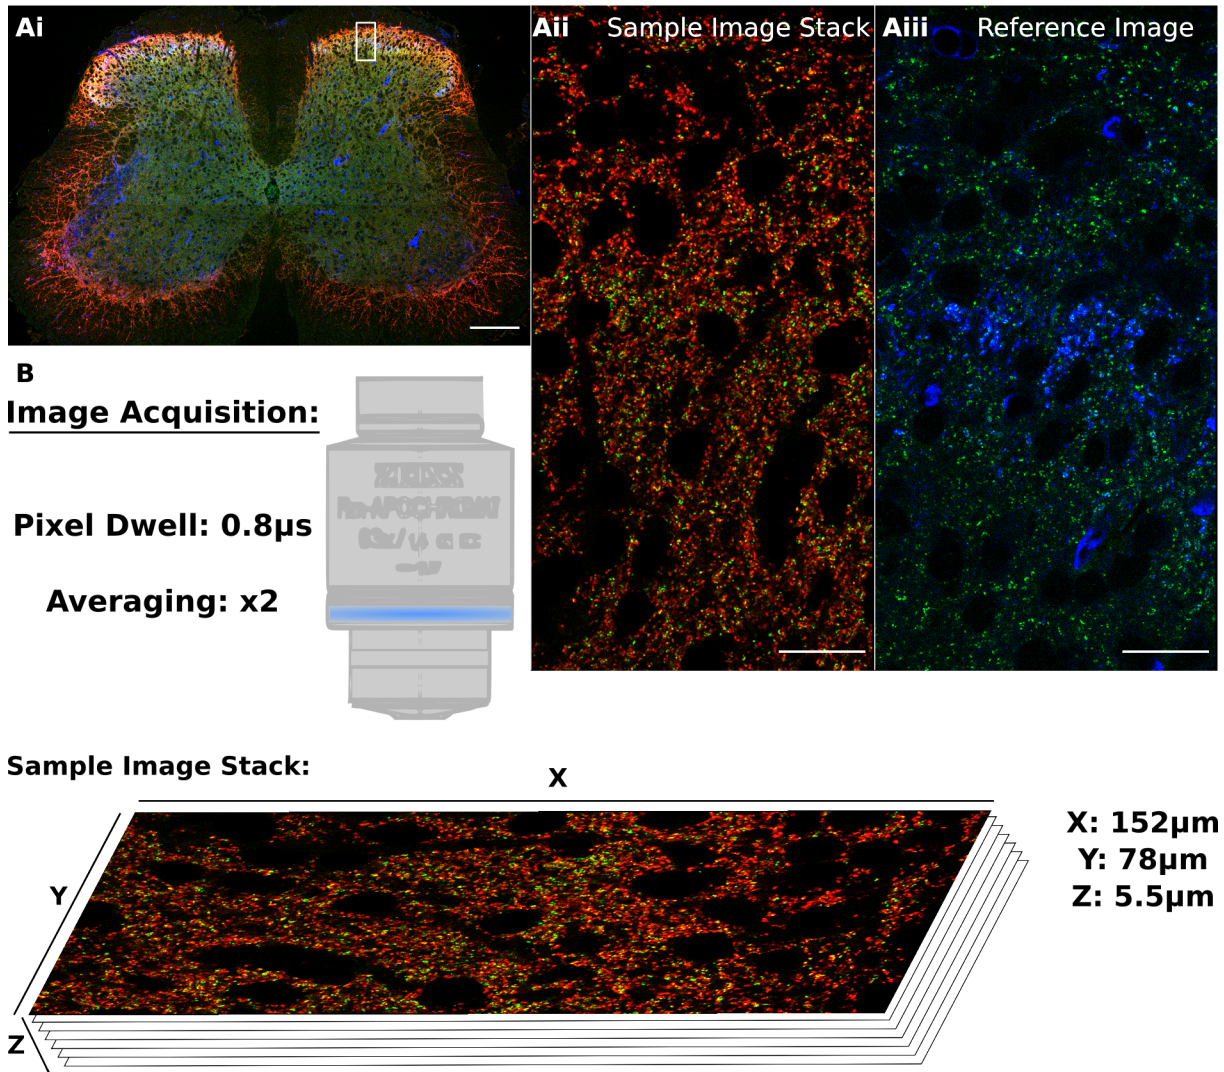 Ai
Aii Sample Image Stack
Aiii Reference Image
B
Image Acquisition:
Pixel Dwell: 0.8µs
Averaging: x2
Sample Image Stack:
X
Y
Z
X: 152µm
Y: 78µm
Z: 5.5µm